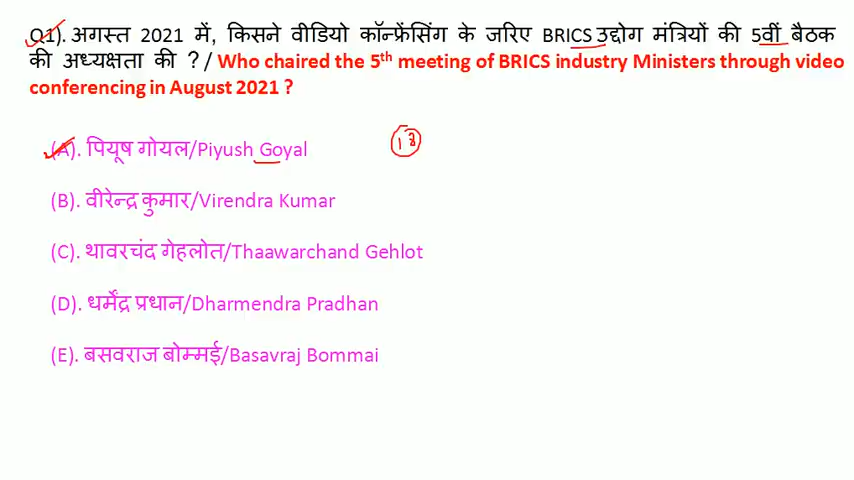 Q1). अगस्त 2021 में, किसने वीडियो कॉन्फ्रेंसिंग के जरिए BRICS उद्दोग मंत्रियों की 5वीं बैठक
की अध्यक्षता की ? / Who chaired the 5th meeting of BRICS industry Ministers through video
conferencing in August 2021 ?
(A). पियूष गोयल/Piyush Goyal
(B). वीरेन्द्र कुमार/Virendra Kumar
(C). थावरचंद गेहलोत/Thaawarchand Gehlot
(D). धर्मेंद्र प्रधान/Dharmendra Pradhan
(E). बसवराज बोम्मई/Basavraj Bommai